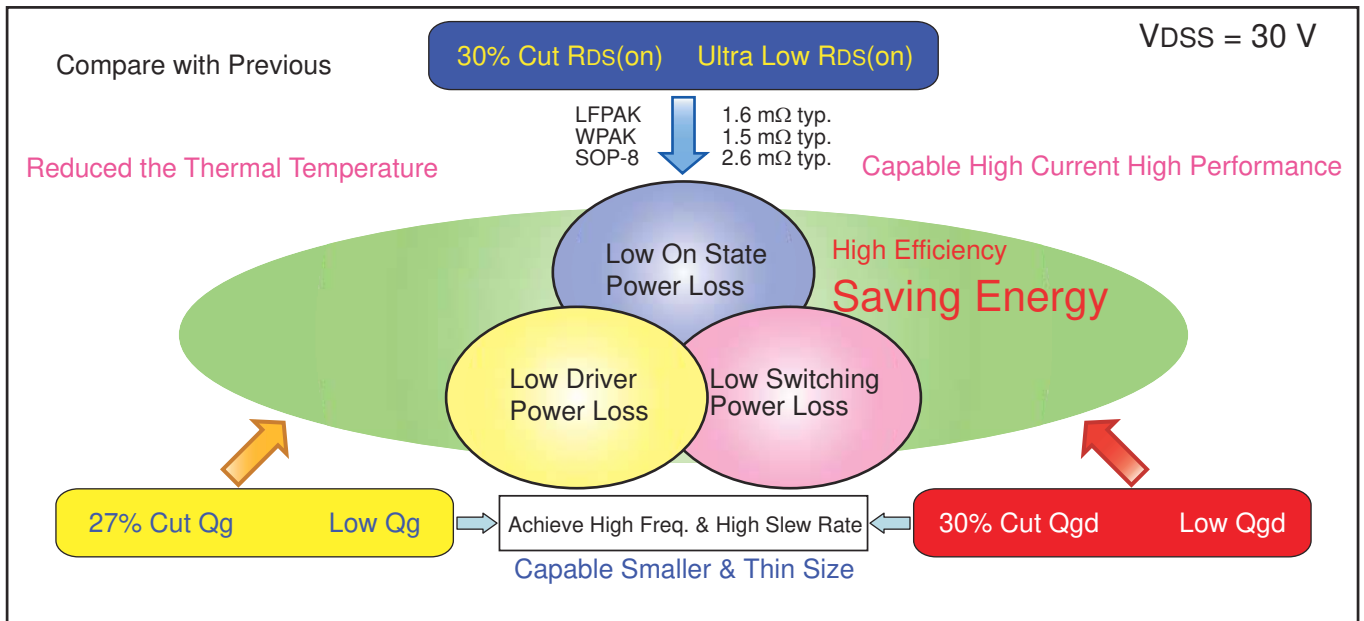 VDSS = 30 V
Compare with Previous
30% Cut RDS(on) Ultra Low RDS(on)
LFPAK 1.6 mΩ typ.
WPAK 1.5 mΩ typ.
SOP-8 2.6 mΩ typ.
Reduced the Thermal Temperature
Capable High Current High Performance
Low On State
Power Loss
High Efficiency
Saving Energy
Low Driver
Power Loss
Low Switching
Power Loss
27% Cut Qg Low Qg
Achieve High Freq. & High Slew Rate
30% Cut Qgd Low Qgd
Capable Smaller & Thin Size